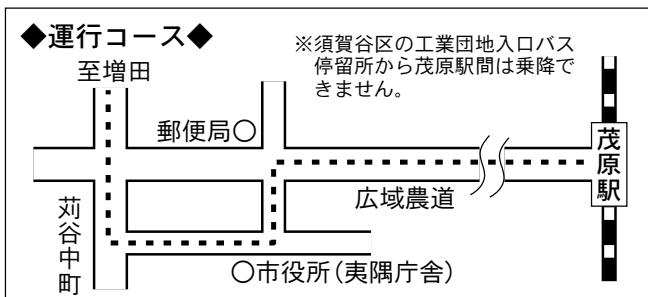 ◆運行コース◆
※須賀谷区の工業団地入口バス
停留所から茂原駅間は乗降で
きません。
至増田
郵便局○
茂原駅
広域農道
苅谷中町
○市役所(夷隅庁舎)